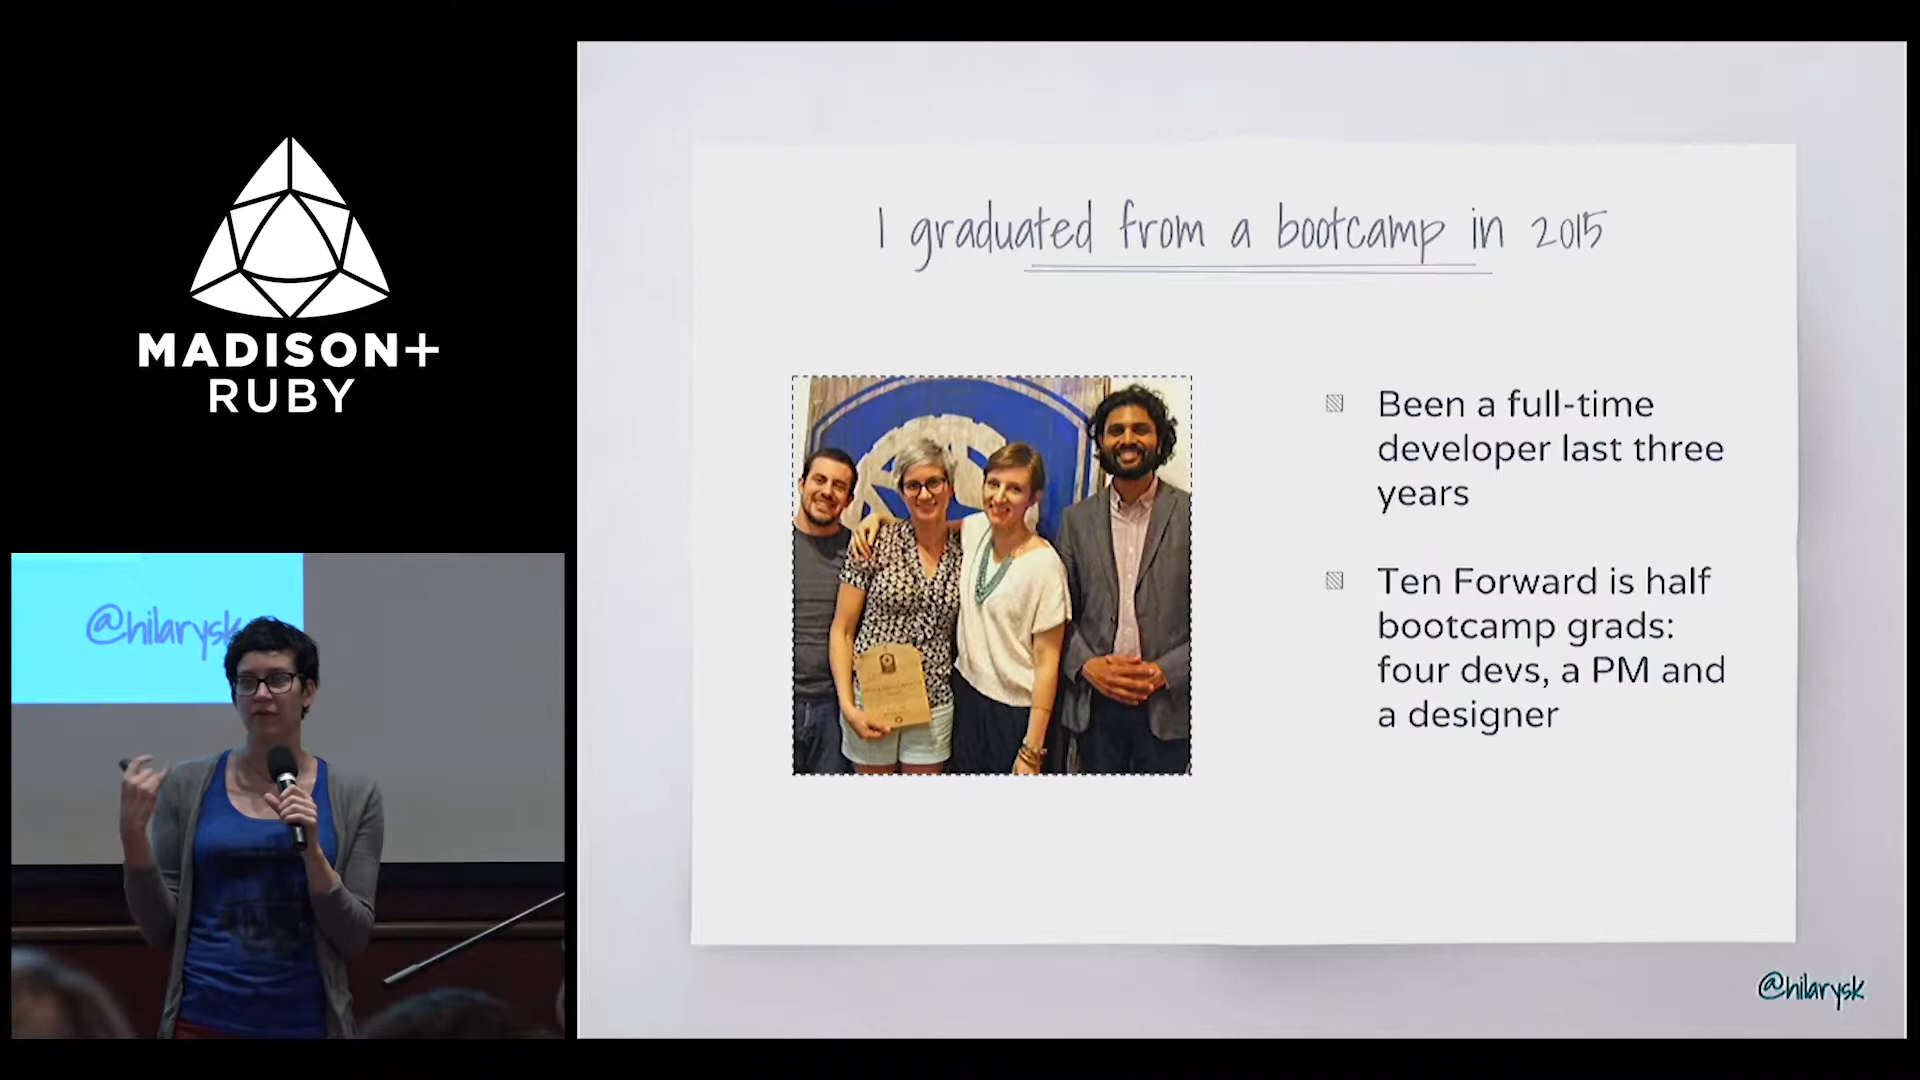 MADISON+
RUBY
@hilarysk
I graduated from a bootcamp in 2015
Been a full-time
developer last three
years
Ten Forward is half
bootcamp grads:
four devs, a PM and
a designer
@hilarysk